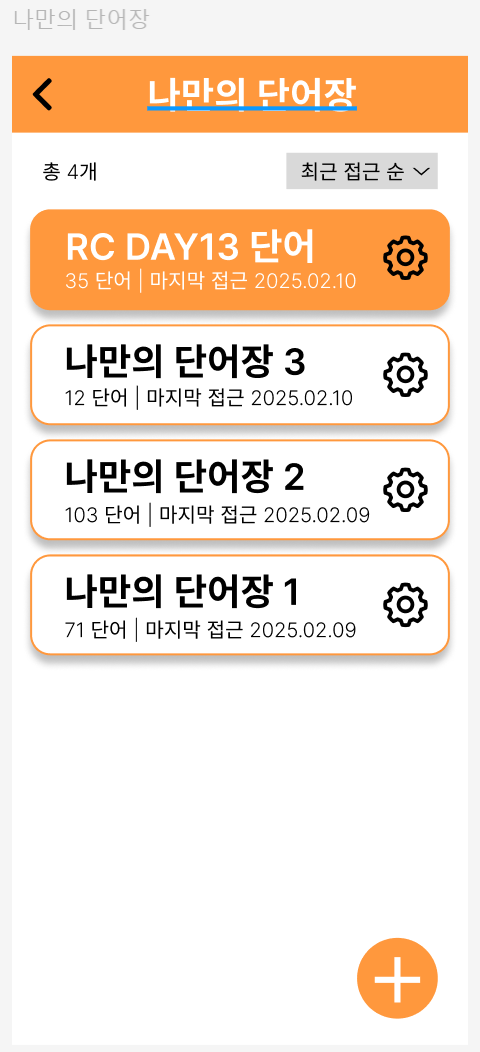 나만의 단어장
나만의 단어장
총 4개
최근 접근 순
RC DAY13 단어
35 단어 | 마지막 접근 2025.02.10
나만의 단어장 3
12 단어 | 마지막 접근 2025.02.10
나만의 단어장 2
103 단어 | 마지막 접근 2025.02.09
나만의 단어장 1
71 단어 | 마지막 접근 2025.02.09